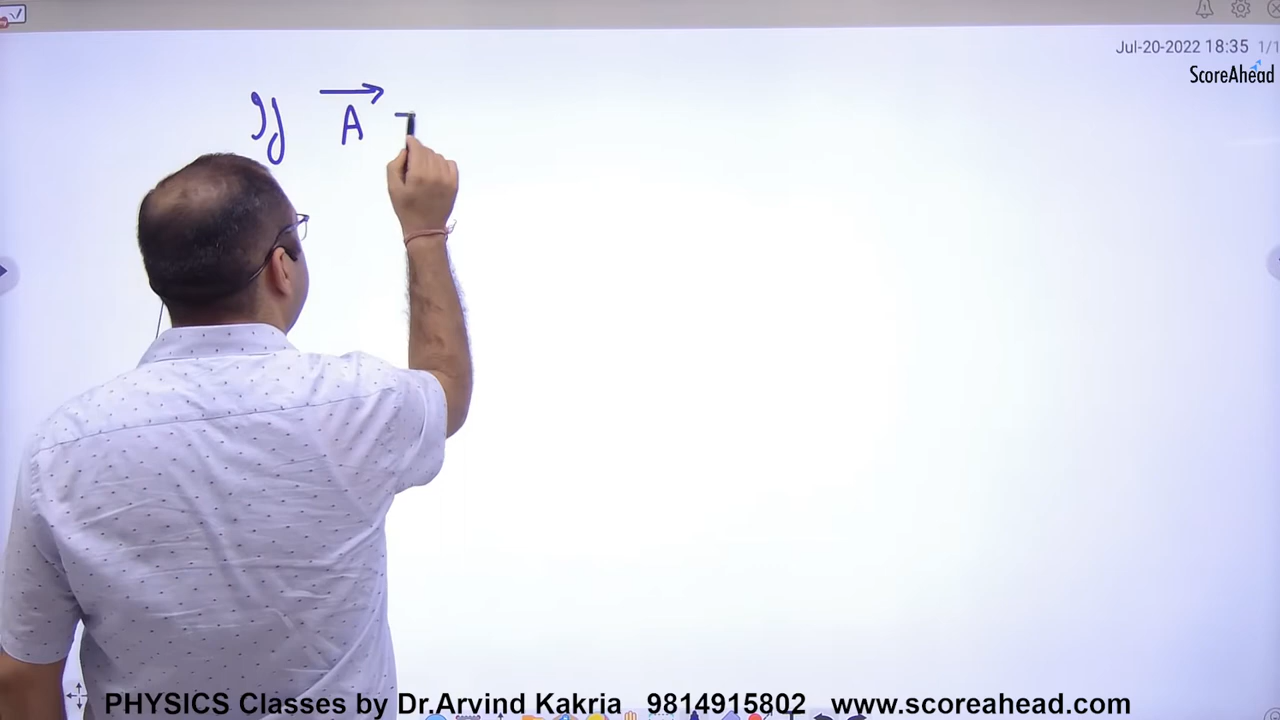 Jul-20-2022 18:35 1/1
ScoreAhead
If A
PHYSICS Classes by Dr.Arvind Kakria 9814915802 www.scoreahead.com